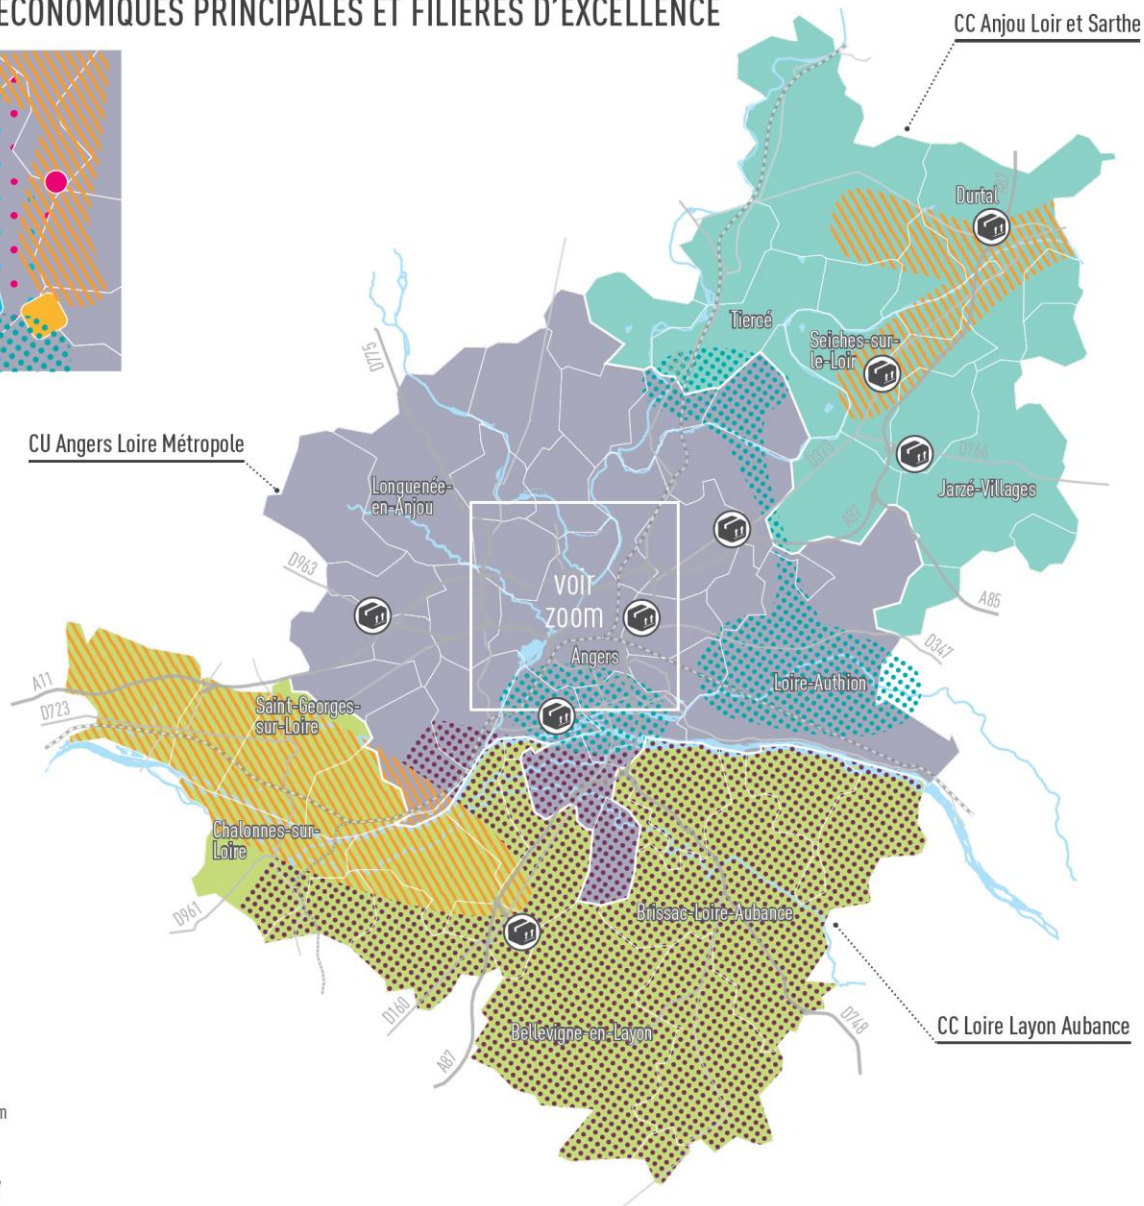 ÉCONOMIQUES PRINCIPALES ET FILIÈRES D'EXCELLENCE
CC Anjou Loir et Sarthe
Durtal
Tiercé
Seiches-sur-
le-Loir
D775
CU Angers Loire Métropole
D323
D766
Longuenée-
en-Anjou
Jarzé-Villages
A87
D963
voir
zoom
A85
D347
Angers
Loire-Authion
A11
D723
Saint-Georges-
sur-Loire
Chalonnes-sur-
Loire
D961
Brissac-Loire-Aubance
D160
Bellevigne-en-Layon
D748
CC Loire Layon Aubance
A87